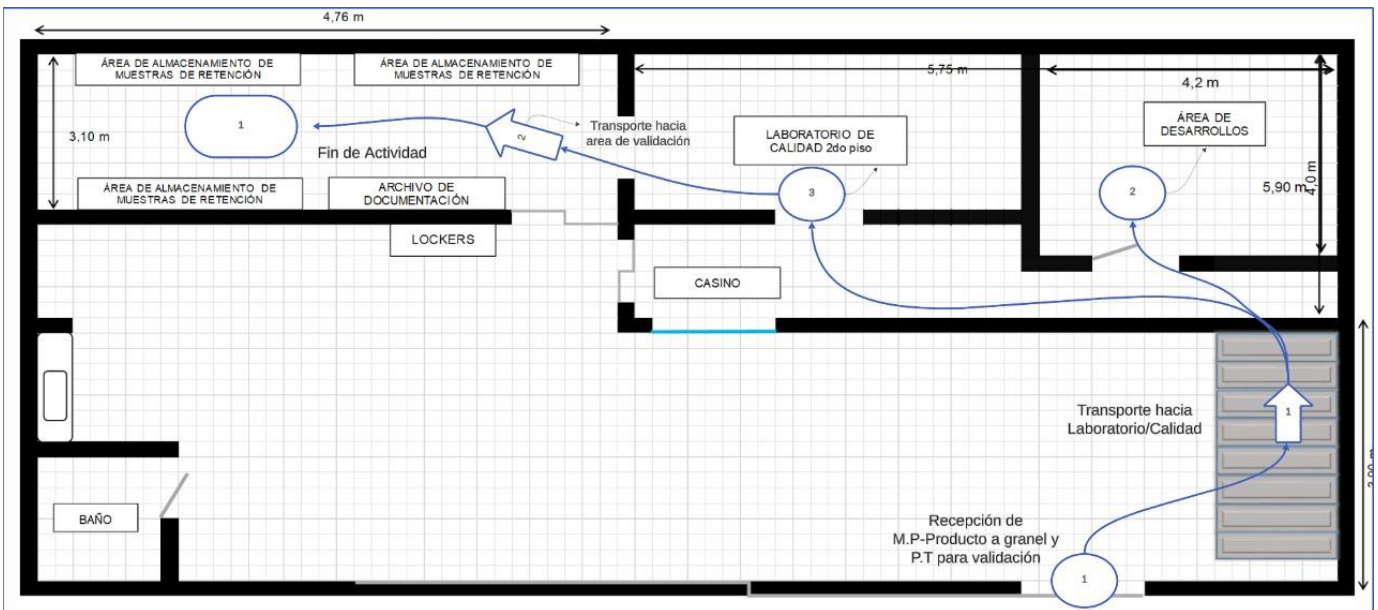 4,76 m
ÁREA DE ALMACENAMIENTO DE
MUESTRAS DE RETENCIÓN
ÁREA DE ALMACENAMIENTO DE
MUESTRAS DE RETENCIÓN
5,75 m
4,2 m
3,10 m
1
2
Transporte hacia
area de validación
Fin de Actividad
LABORATORIO DE
CALIDAD 2do piso
ÁREA DE
DESARROLLOS
ÁREA DE ALMACENAMIENTO DE
MUESTRAS DE RETENCIÓN
ARCHIVO DE
DOCUMENTACIÓN
3
2
5,90 m
4,0 m
LOCKERS
CASINO
Transporte hacia
Laboratorio/Calidad
1
BAÑO
Recepción de
M.P-Producto a granel y
P.T para validación
1